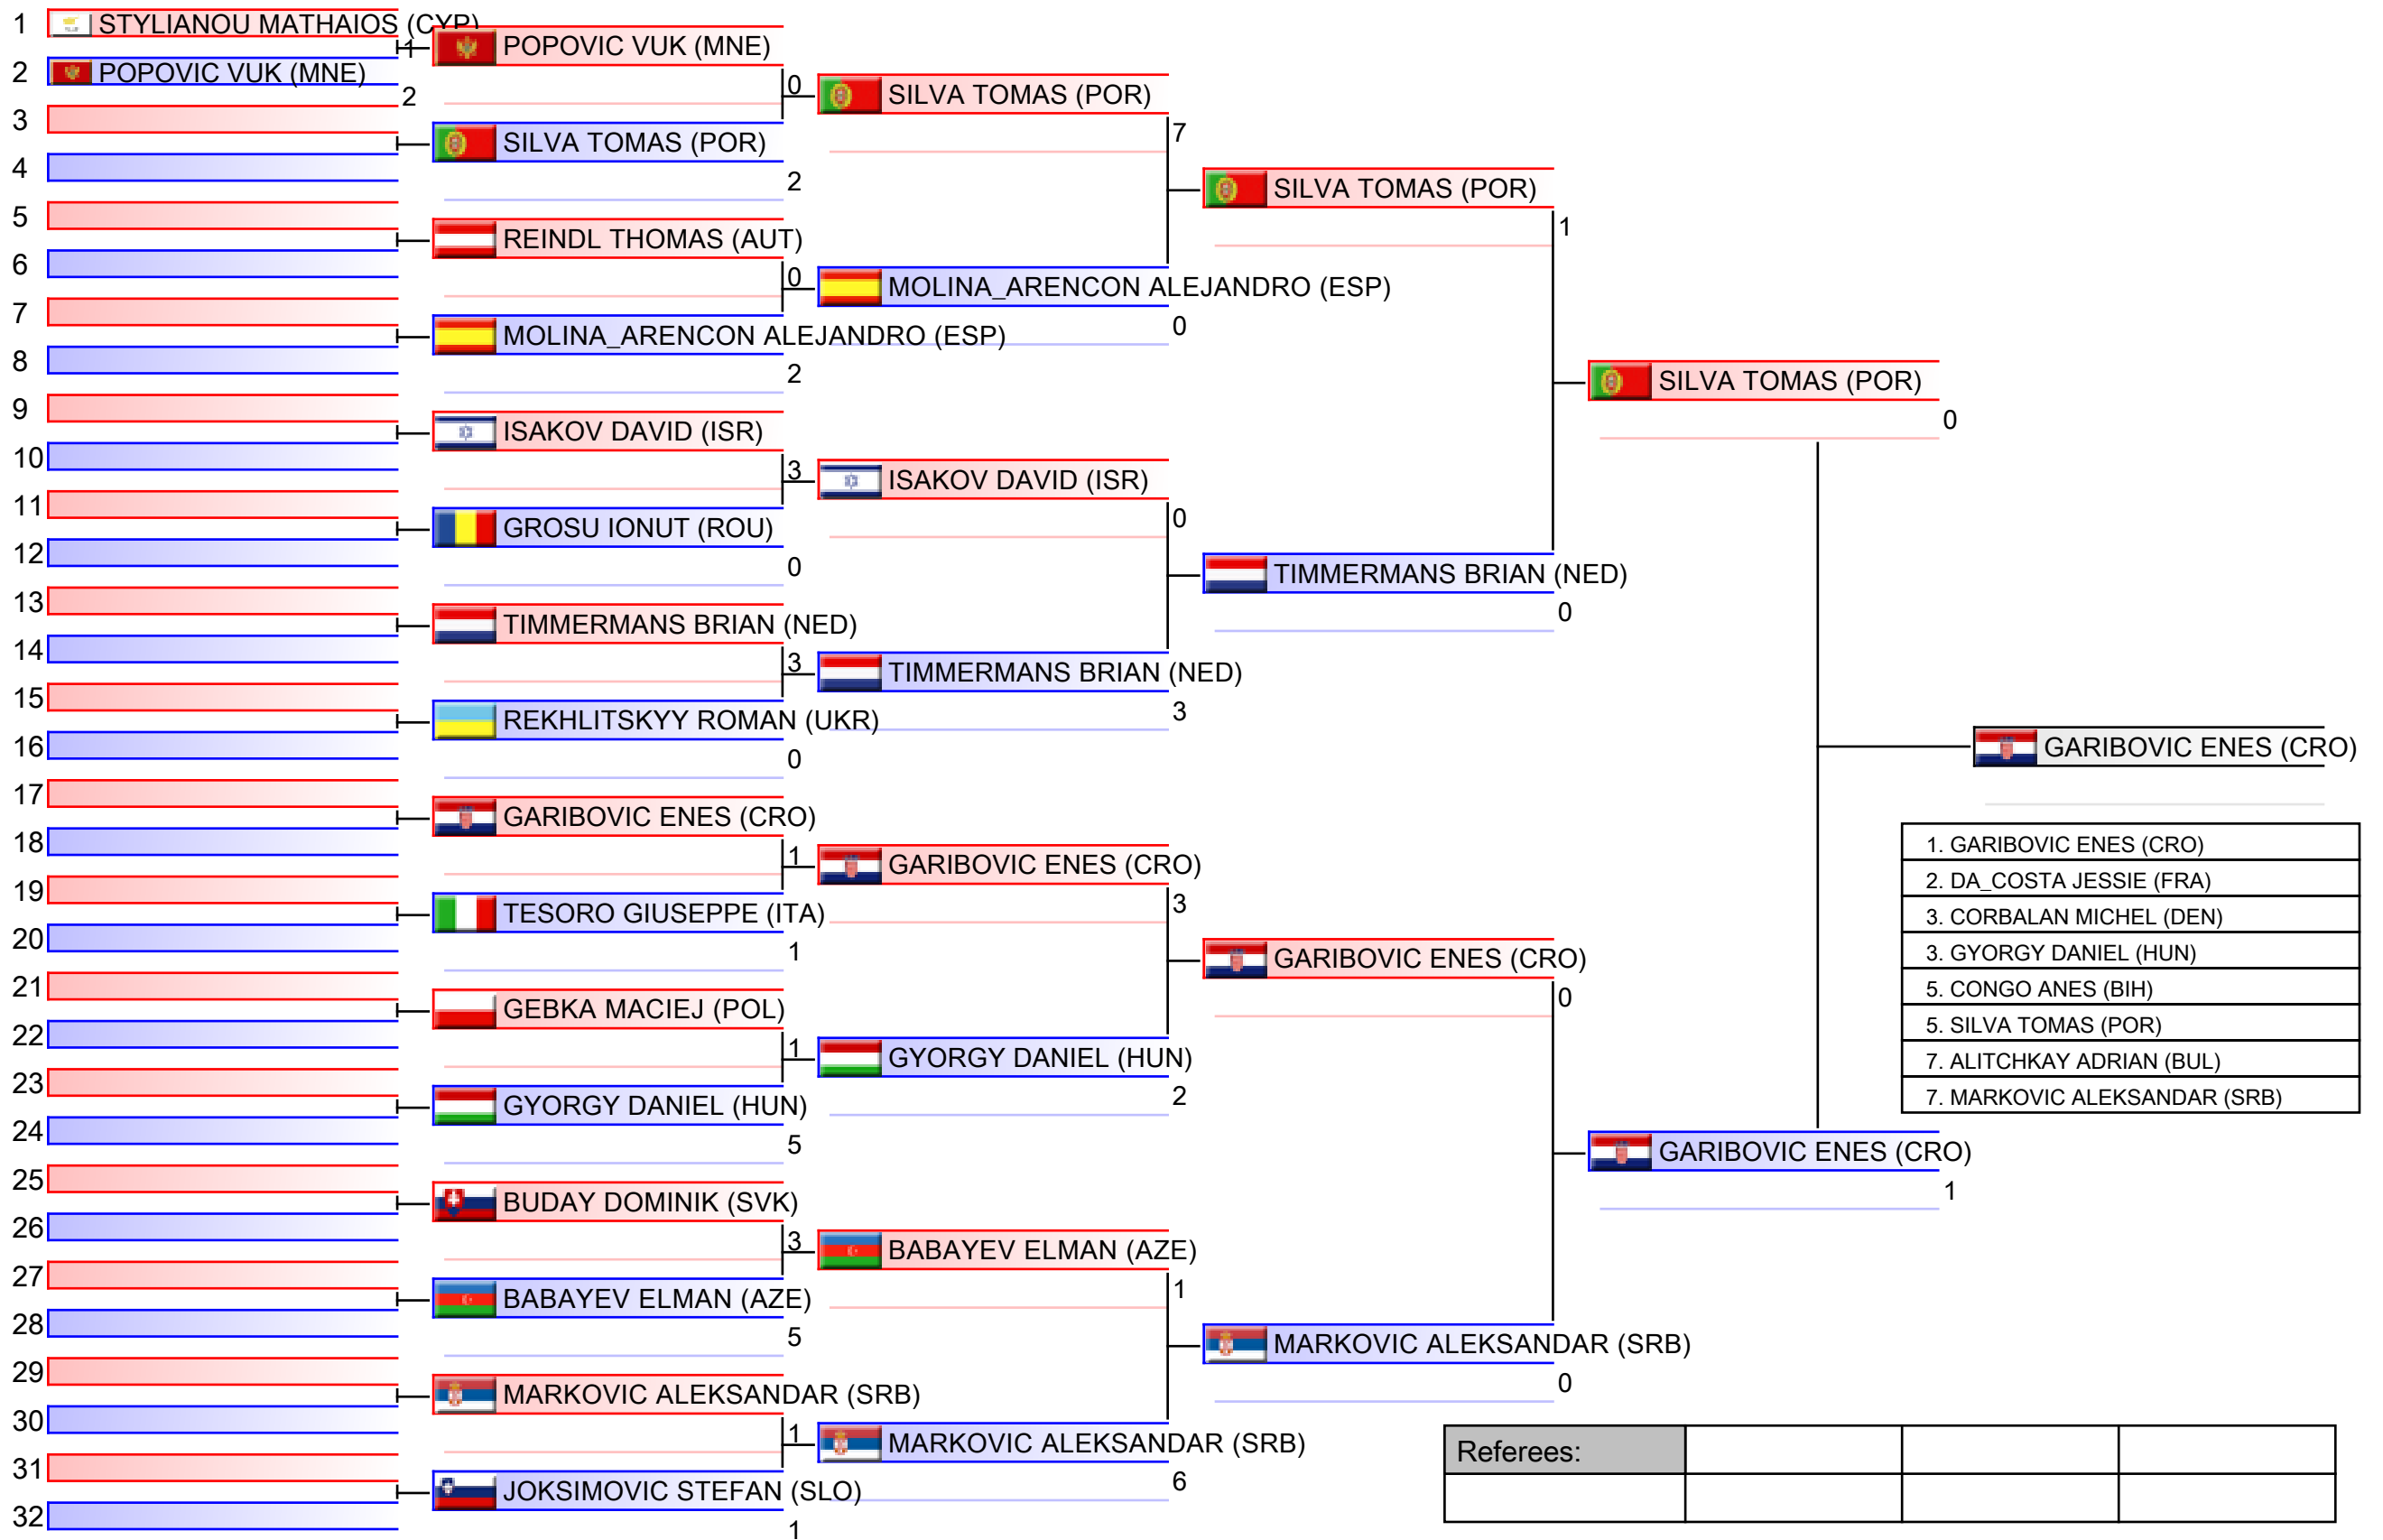 1 STYLIANOU MATHAIOS (CYP)
1
2 POPOVIC VUK (MNE)
2
3
4
5
6
7
8
9
10
11
12
13
14
15
16
17
18
19
20
21
22
23
24
25
26
27
28
29
30
31
32
POPOVIC VUK (MNE)
0
SILVA TOMAS (POR)
2
REINDL THOMAS (AUT)
0
MOLINA_ARENCON ALEJANDRO (ESP)
2
ISAKOV DAVID (ISR)
3
GROSU IONUT (ROU)
0
TIMMERMANS BRIAN (NED)
3
REKHLITSKYY ROMAN (UKR)
0
GARIBOVIC ENES (CRO)
1
TESORO GIUSEPPE (ITA)
1
GEBKA MACIEJ (POL)
1
GYORGY DANIEL (HUN)
5
BUDAY DOMINIK (SVK)
3
BABAYEV ELMAN (AZE)
5
MARKOVIC ALEKSANDAR (SRB)
1
JOKSIMOVIC STEFAN (SLO)
1
SILVA TOMAS (POR)
7
MOLINA_ARENCON ALEJANDRO (ESP)
0
ISAKOV DAVID (ISR)
0
TIMMERMANS BRIAN (NED)
3
GARIBOVIC ENES (CRO)
3
GYORGY DANIEL (HUN)
2
BABAYEV ELMAN (AZE)
1
MARKOVIC ALEKSANDAR (SRB)
6
SILVA TOMAS (POR)
1
TIMMERMANS BRIAN (NED)
0
GARIBOVIC ENES (CRO)
0
MARKOVIC ALEKSANDAR (SRB)
0
SILVA TOMAS (POR)
0
GARIBOVIC ENES (CRO)
1
GARIBOVIC ENES (CRO)
1. GARIBOVIC ENES (CRO)
2. DA_COSTA JESSIE (FRA)
3. CORBALAN MICHEL (DEN)
3. GYORGY DANIEL (HUN)
5. CONGO ANES (BIH)
5. SILVA TOMAS (POR)
7. ALITCHKAY ADRIAN (BUL)
7. MARKOVIC ALEKSANDAR (SRB)
Referees: